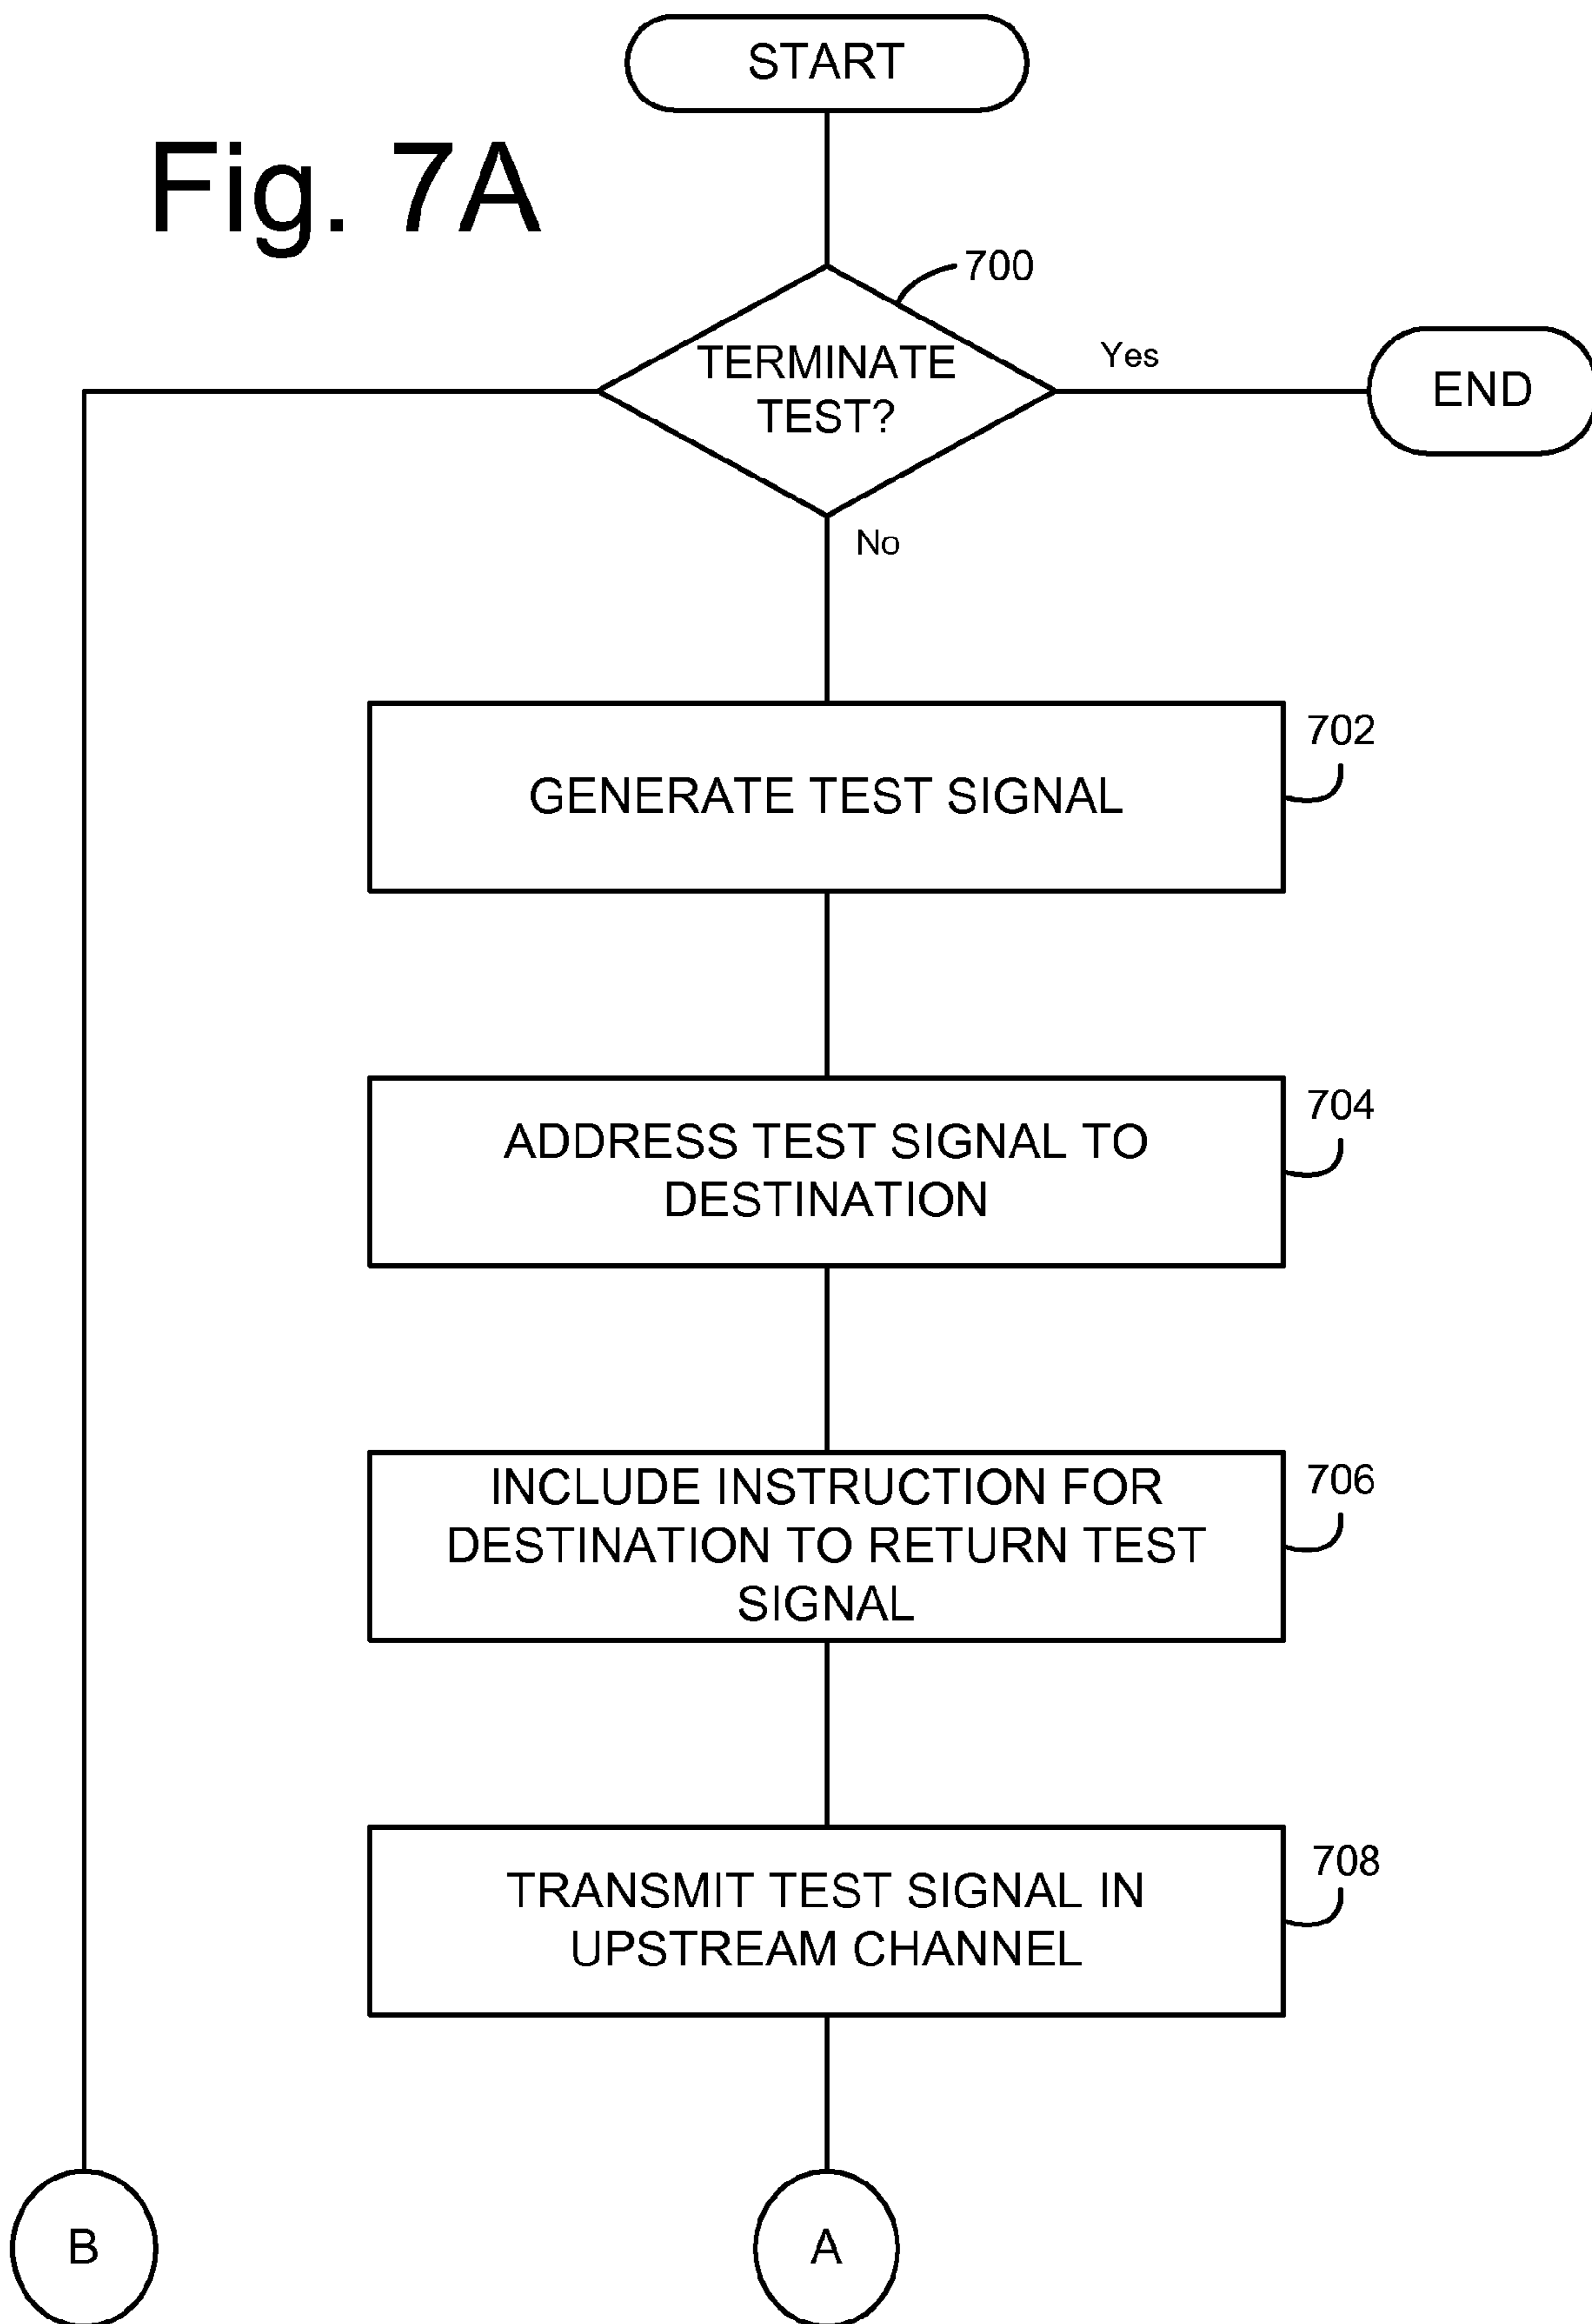 START
Fig. 7A
700
TERMINATE
TEST?
Yes
END
No
702
GENERATE TEST SIGNAL
704
ADDRESS TEST SIGNAL TO
DESTINATION
706
INCLUDE INSTRUCTION FOR
DESTINATION TO RETURN TEST
SIGNAL
708
TRANSMIT TEST SIGNAL IN
UPSTREAM CHANNEL
B
A